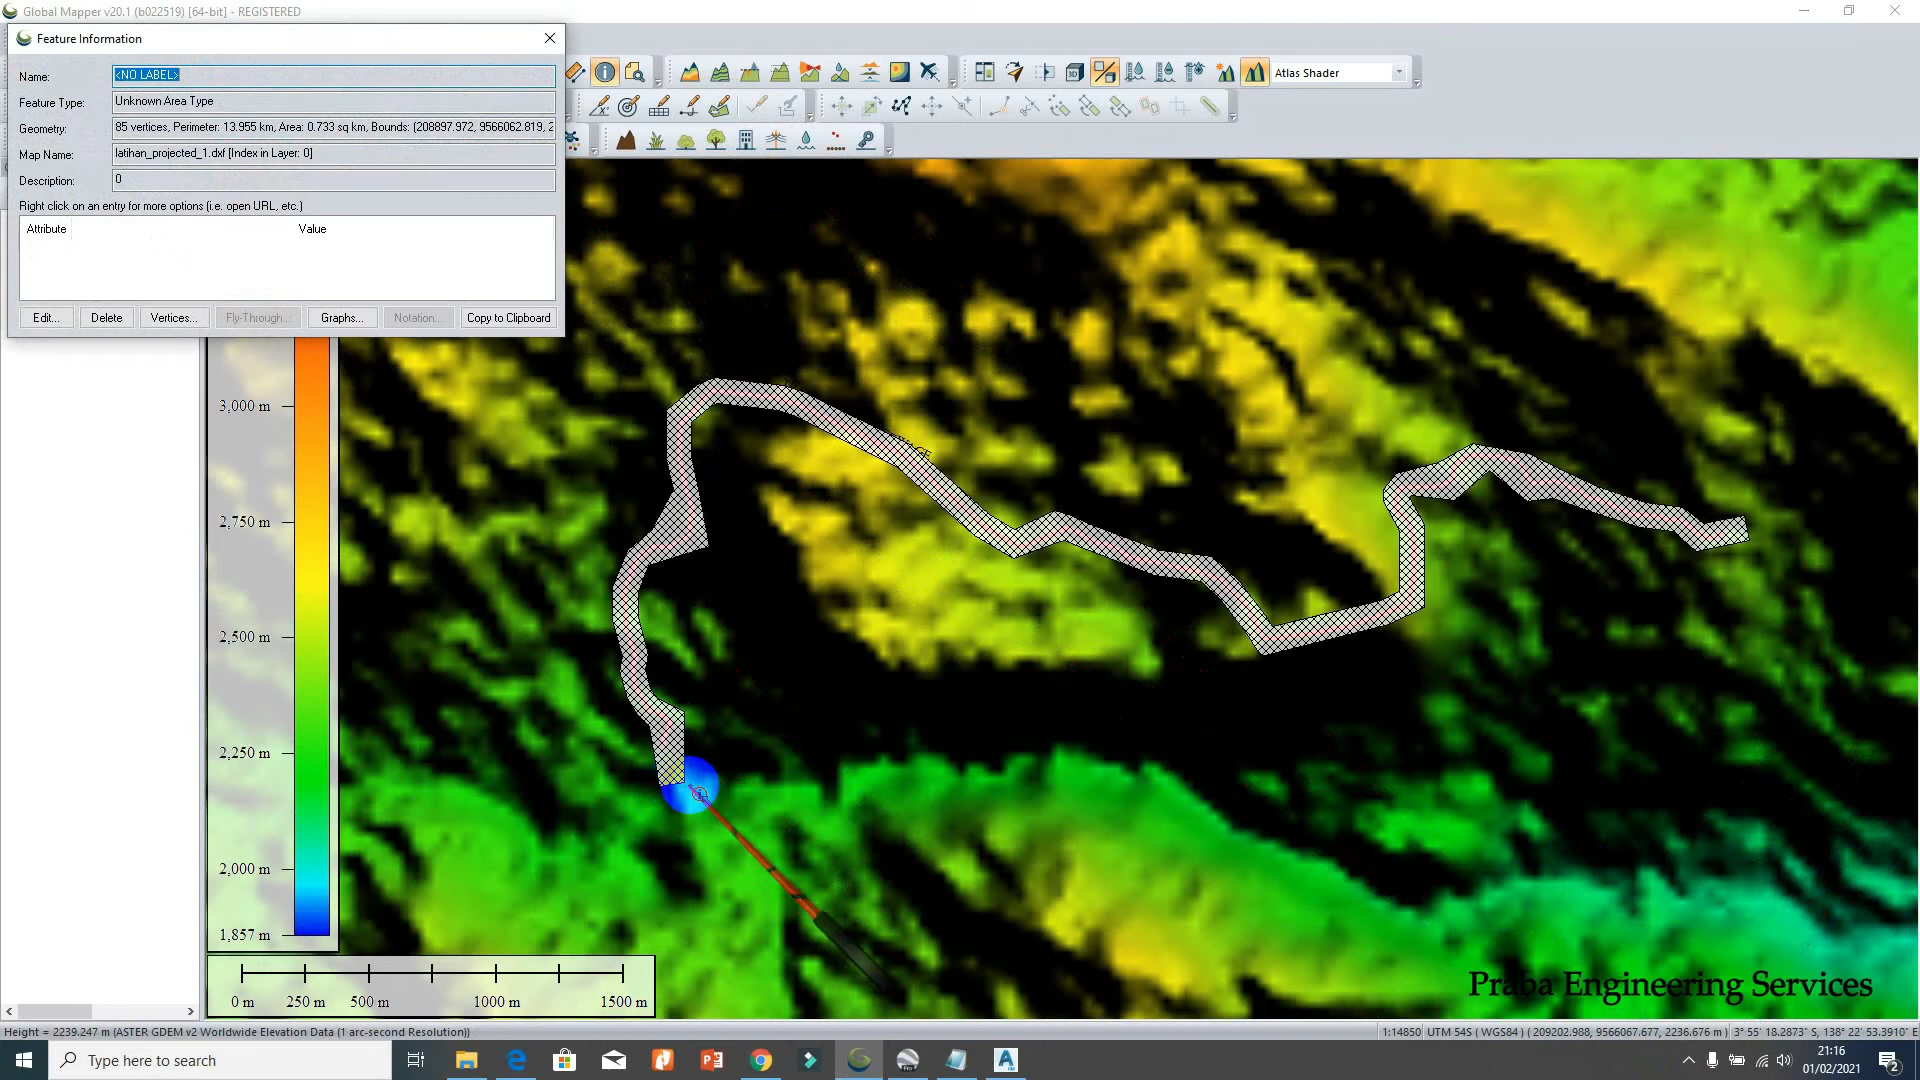 Global Mapper v20.1 (b022519) [64-bit] - REGISTERED
Feature Information
Name: <NO LABEL>
Feature Type: Unknown Area Type
Geometry: 85 vertices, Perimeter: 13.955 km, Area: 0.733 sq km, Bounds: (208897.972, 9566062.819, 2
Map Name: latihan_projected_1.dxf [Index in Layer: 0]
Description: 0
Right click on an entry for more options (i.e. open URL, etc.)
Attribute Value
Edit... Delete Vertices... Fly-Through... Graphs... Notation... Copy to Clipboard
Atlas Shader
3,000 m
2,750 m
2,500 m
2,250 m
2,000 m
1,857 m
0 m 250 m 500 m 1000 m 1500 m
Praba Engineering Services
Height = 2239.247 m (ASTER GDEM v2 Worldwide Elevation Data (1 arc-second Resolution))
1:14850 UTM 54S ( WGS84 ) ( 209202.988, 9566067.677, 2236.676 m ) 3° 55' 18.2873" S, 138° 22' 53.3910" E
Type here to search
21:16
01/02/2021
2